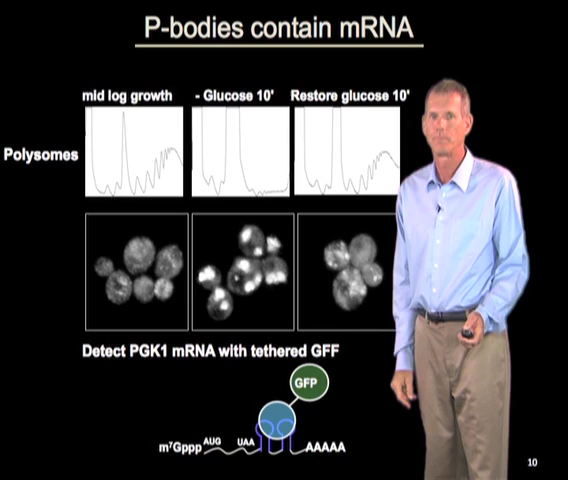 P-bodies contain mRNA
mid log growth - Glucose 10' Restore glucose 10'
Polysomes
Detect PGK1 mRNA with tethered GFF
GFP
m7Gppp AUG UAA AAAAA
10